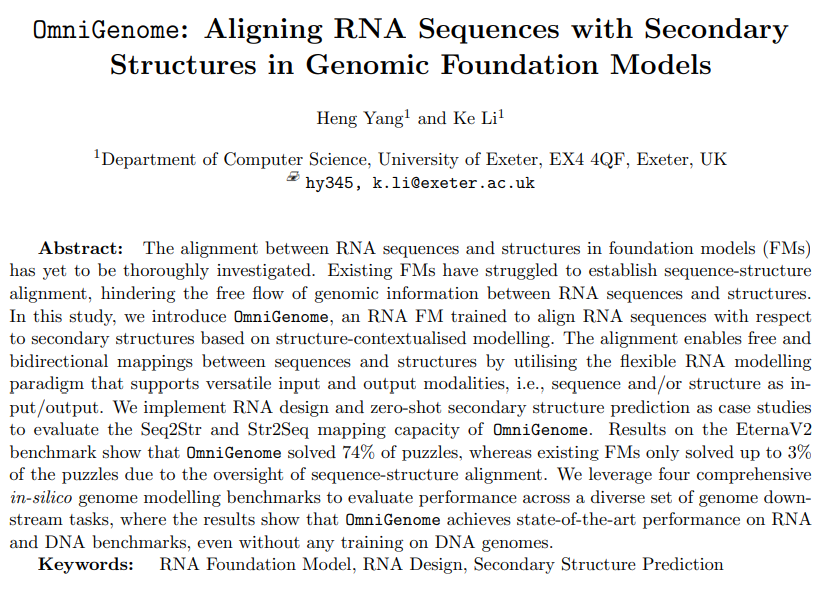 OmniGenome: Aligning RNA Sequences with Secondary
Structures in Genomic Foundation Models
Heng Yang¹ and Ke Li¹
¹Department of Computer Science, University of Exeter, EX4 4QF, Exeter, UK
hy345, k.li@exeter.ac.uk
Abstract: The alignment between RNA sequences and structures in foundation models (FMs)
has yet to be thoroughly investigated. Existing FMs have struggled to establish sequence-structure
alignment, hindering the free flow of genomic information between RNA sequences and structures.
In this study, we introduce OmniGenome, an RNA FM trained to align RNA sequences with respect
to secondary structures based on structure-contextualised modelling. The alignment enables free and
bidirectional mappings between sequences and structures by utilising the flexible RNA modelling
paradigm that supports versatile input and output modalities, i.e., sequence and/or structure as in-
put/output. We implement RNA design and zero-shot secondary structure prediction as case studies
to evaluate the Seq2Str and Str2Seq mapping capacity of OmniGenome. Results on the EternaV2
benchmark show that OmniGenome solved 74% of puzzles, whereas existing FMs only solved up to 3%
of the puzzles due to the oversight of sequence-structure alignment. We leverage four comprehensive
in-silico genome modelling benchmarks to evaluate performance across a diverse set of genome down-
stream tasks, where the results show that OmniGenome achieves state-of-the-art performance on RNA
and DNA benchmarks, even without any training on DNA genomes.
Keywords: RNA Foundation Model, RNA Design, Secondary Structure Prediction